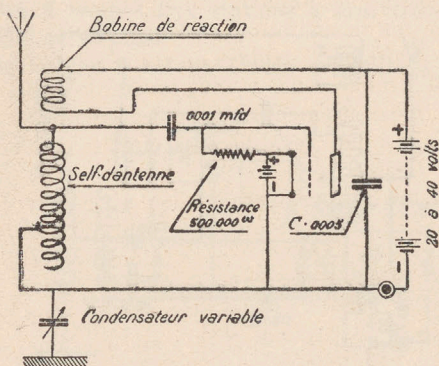 Bobine de réaction
0001 mfd
Self d'antenne
Résistance
500.000 ω
C.0005
+
-
+
-
20 à 40 volts
Condensateur variable